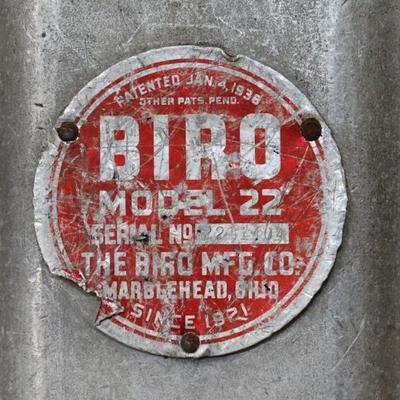 PATENTED JAN. 4, 1938
OTHER PATS. PEND.
BIRO
MODEL 22
SERIAL Nº
THE BIRO MFG. CO.
MARBLEHEAD, OHIO
SINCE 1921